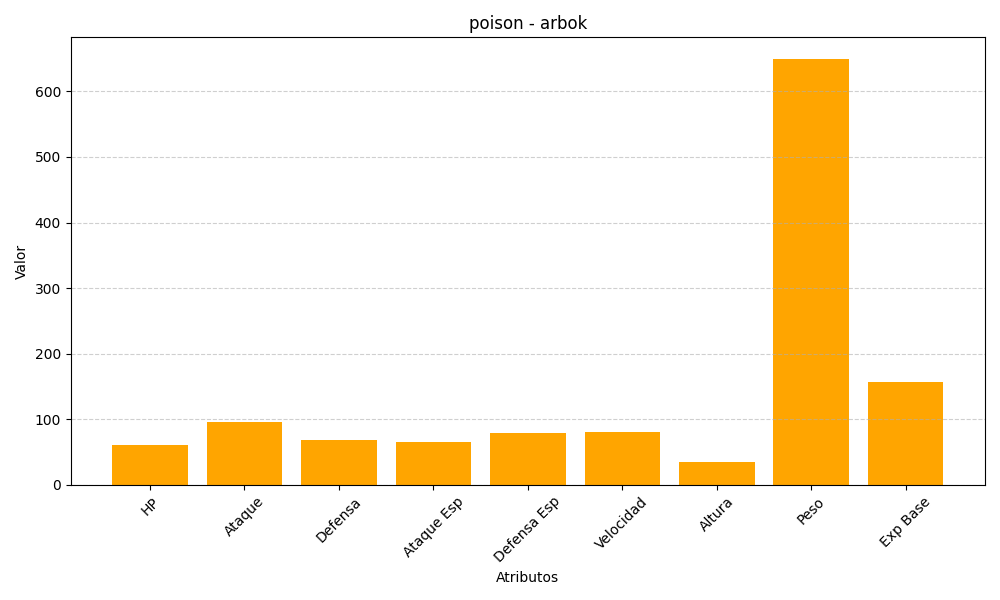 poison - arbok
Valor
600
500
400
300
200
100
0
HP
Ataque
Defensa
Ataque Esp
Defensa Esp
Velocidad
Altura
Peso
Exp Base
Atributos